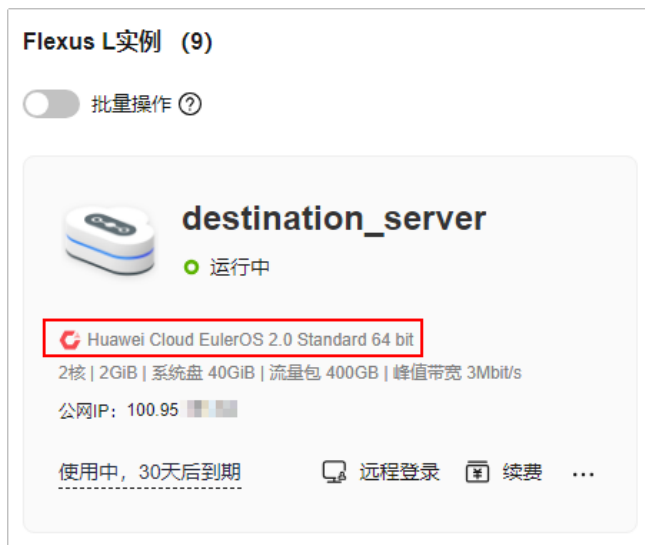 Flexus L实例 (9)
批量操作 ?
destination_server
运行中
Huawei Cloud EulerOS 2.0 Standard 64 bit
2核 | 2GiB | 系统盘 40GiB | 流量包 400GB | 峰值带宽 3Mbit/s
公网IP: 100.95
使用中，30天后到期 远程登录 续费 ...